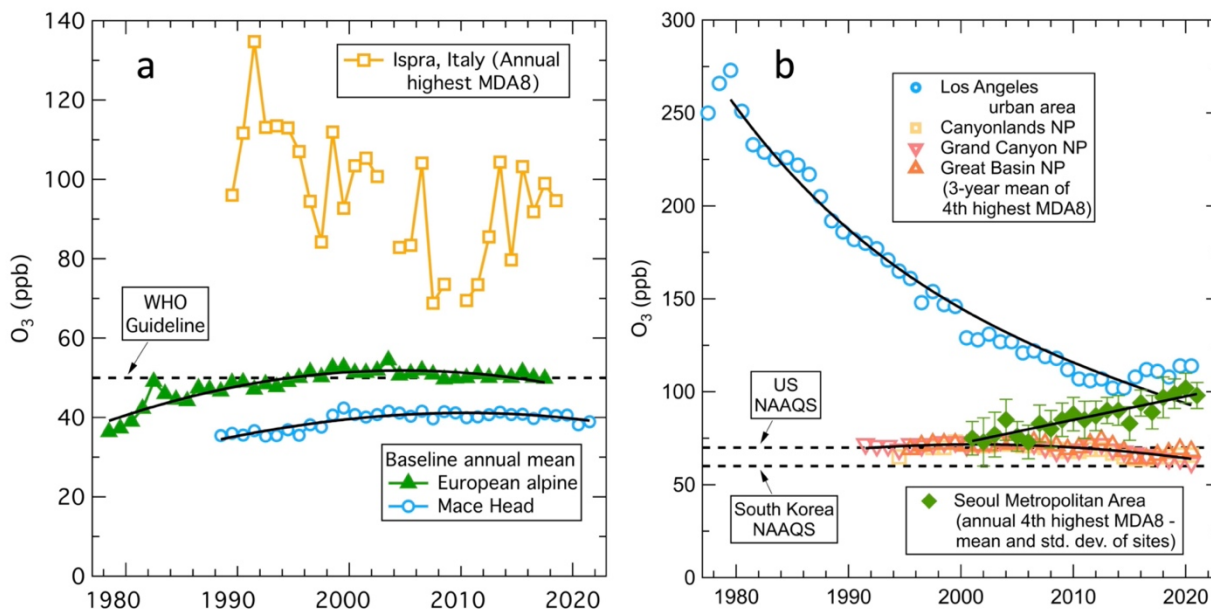 140
120
100
80
60
40
20
0
O3 (ppb)
1980
1990
2000
2010
2020
a
Ispra, Italy (Annual
highest MDA8)
WHO
Guideline
Baseline annual mean
European alpine
Mace Head
300
250
200
150
100
50
0
O3 (ppb)
1980
1990
2000
2010
2020
b
Los Angeles
urban area
Canyonlands NP
Grand Canyon NP
Great Basin NP
(3-year mean of
4th highest MDA8)
US
NAAQS
South Korea
NAAQS
Seoul Metropolitan Area
(annual 4th highest MDA8 -
mean and std. dev. of sites)